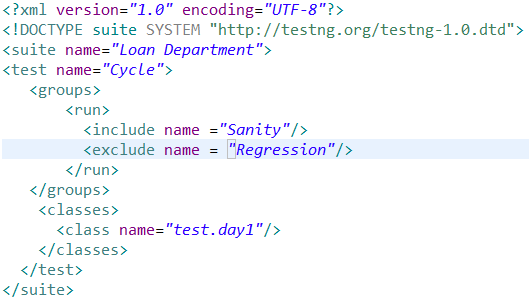 <?xml version="1.0" encoding="UTF-8"?>
<!DOCTYPE suite SYSTEM "http://testng.org/testng-1.0.dtd">
<suite name="Loan Department">
<test name="Cycle">
<groups>
<run>
<include name ="Sanity"/>
<exclude name = "Regression"/>
</run>
</groups>
<classes>
<class name="test.day1"/>
</classes>
</test>
</suite>